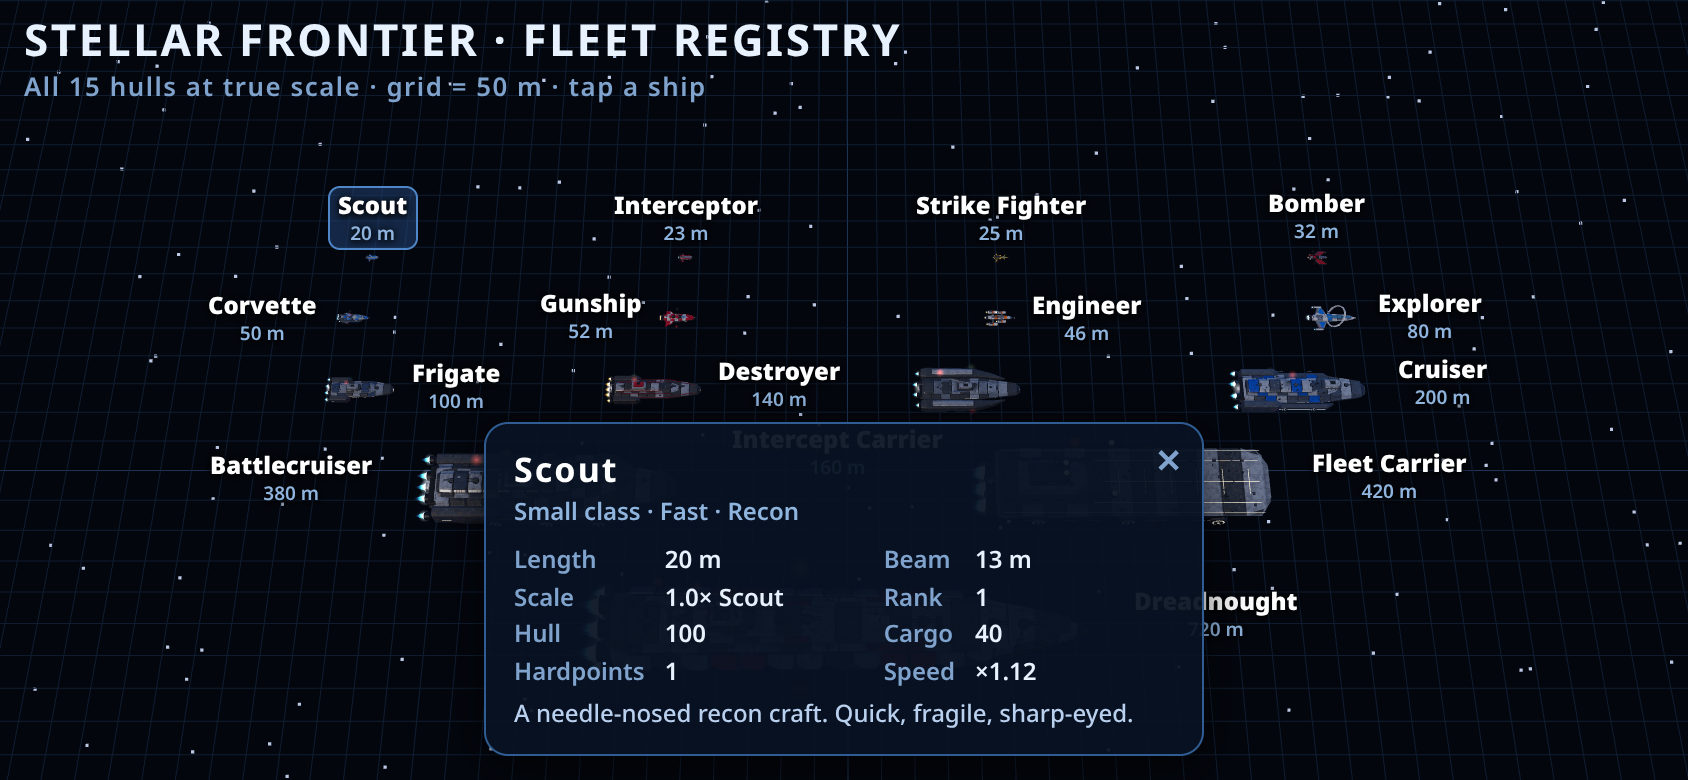 STELLAR FRONTIER · FLEET REGISTRY
All 15 hulls at true scale · grid = 50 m · tap a ship
Scout
20 m
Interceptor
23 m
Strike Fighter
25 m
Bomber
32 m
Corvette
50 m
Gunship
52 m
Engineer
46 m
Explorer
80 m
Frigate
100 m
Destroyer
140 m
Cruiser
200 m
Intercept Carrier
160 m
Battlecruiser
380 m
Fleet Carrier
420 m
Dreadnought
720 m
Scout
✕
Small class · Fast · Recon
Length 20 m Beam 13 m
Scale 1.0× Scout Rank 1
Hull 100 Cargo 40
Hardpoints 1 Speed ×1.12
A needle-nosed recon craft. Quick, fragile, sharp-eyed.